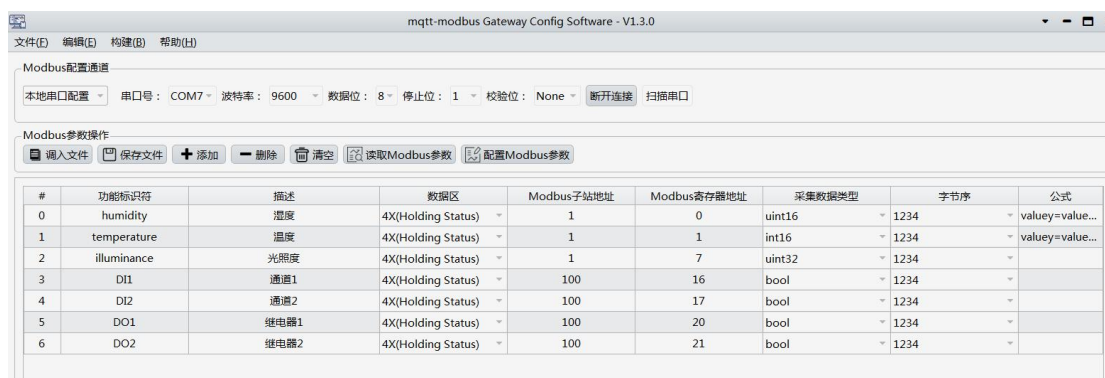 mqtt-modbus Gateway Config Software - V1.3.0
文件(F) 编辑(E) 构建(B) 帮助(H)
Modbus配置通道
本地串口配置 串口号： COM7 波特率： 9600 数据位： 8 停止位： 1 校验位： None 断开连接 扫描串口
Modbus参数操作
调入文件 保存文件 添加 删除 清空 读取Modbus参数 配置Modbus参数
# 功能标识符 描述 数据区 Modbus子站地址 Modbus寄存器地址 采集数据类型 字节序 公式
0 humidity 湿度 4X(Holding Status) 1 0 uint16 1234 valuey=value...
1 temperature 温度 4X(Holding Status) 1 1 int16 1234 valuey=value...
2 illuminance 光照度 4X(Holding Status) 1 7 uint32 1234
3 DI1 通道1 4X(Holding Status) 100 16 bool 1234
4 DI2 通道2 4X(Holding Status) 100 17 bool 1234
5 DO1 继电器1 4X(Holding Status) 100 20 bool 1234
6 DO2 继电器2 4X(Holding Status) 100 21 bool 1234